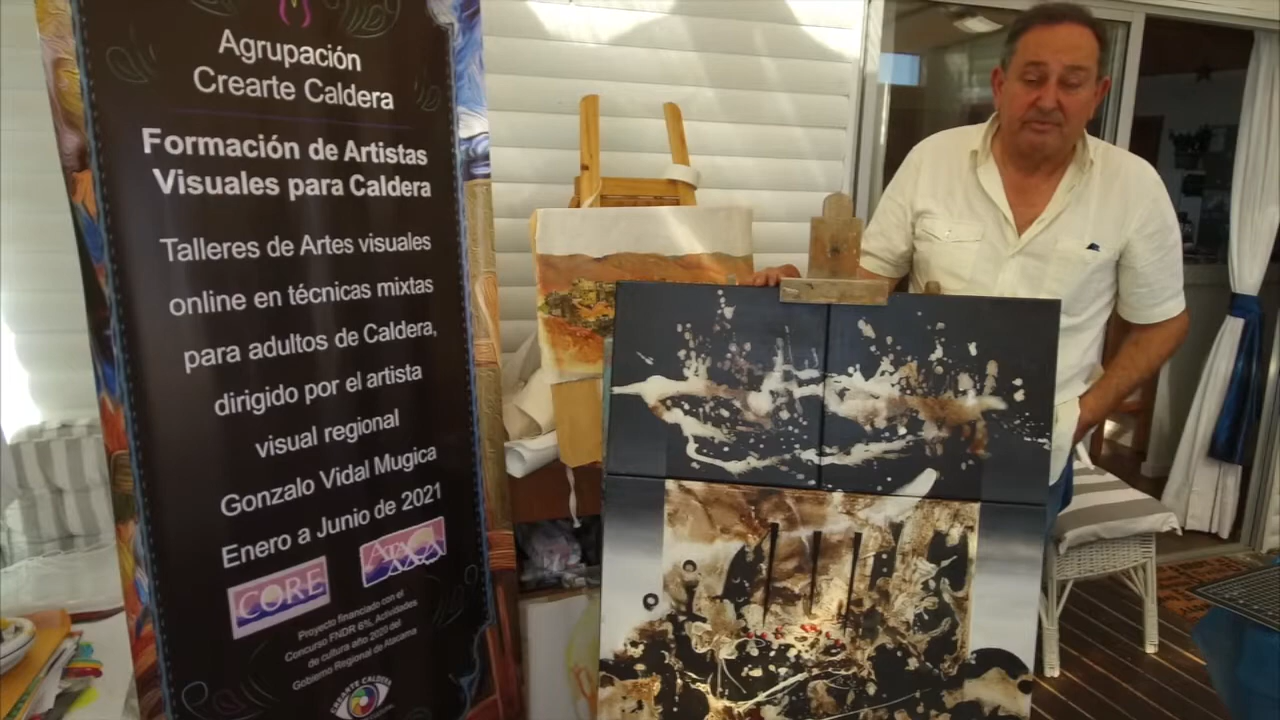 Agrupación
Crearte Caldera
Formación de Artistas
Visuales para Caldera
Talleres de Artes visuales
online en técnicas mixtas
para adultos de Caldera,
dirigido por el artista
visual regional
Gonzalo Vidal Mugica
Enero a Junio de 2021
CORE
Proyecto financiado con el
Concurso FNDR 6%, Actividades
de cultura año 2020 del
Gobierno Regional de Atacama
CREARTE CALDERA